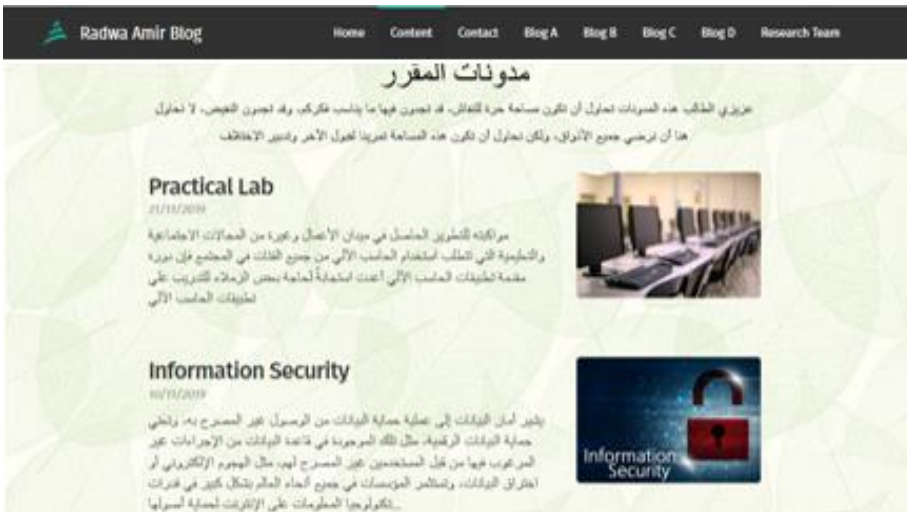 Radwa Amir Blog
Home Content Contact Blog A Blog B Blog C Blog D Research Team
مدونات المقرر
عزيزي الطالب هذه المدونات تحاول أن تكون مساحة حرة للنقاش، قد تجدون فيها ما يناسب فكركم، وقد تجدون النقيض، لا نحاول
هنا أن نرضي جميع الأذواق، ولكن نحاول أن تكون هذه المساحة تمرينا لقبول الآخر وتدبير الاختلاف
Practical Lab
21/11/2019
مواكبته للتطوير الحاصل في ميدان الأعمال وغيره من المجالات الاجتماعية
والتعليمية التي تتطلب استخدام الحاسب الآلي من جميع الفئات في المجتمع فإن دورة
مقدمة تطبيقات الحاسب الآلي أعدت استجابةً لحاجة بعض الزملاء للتدريب على
تطبيقات الحاسب الآلي
Information Security
10/11/2019
يشير أمان البيانات إلى عملية حماية البيانات من الوصول غير المصرح به، وتعني
حماية البيانات الرقمية، مثل تلك الموجودة في قاعدة البيانات من الإجراءات غير
المرغوب فيها من قبل المستخدمين غير المصرح لهم، مثل الهجوم الإلكتروني أو
اختراق البيانات، وتستثمر المؤسسات في جميع أنحاء العالم بشكل كبير في قدرات
تكنولوجيا المعلومات على الإنترنت لحماية أصولها...
Information
Security